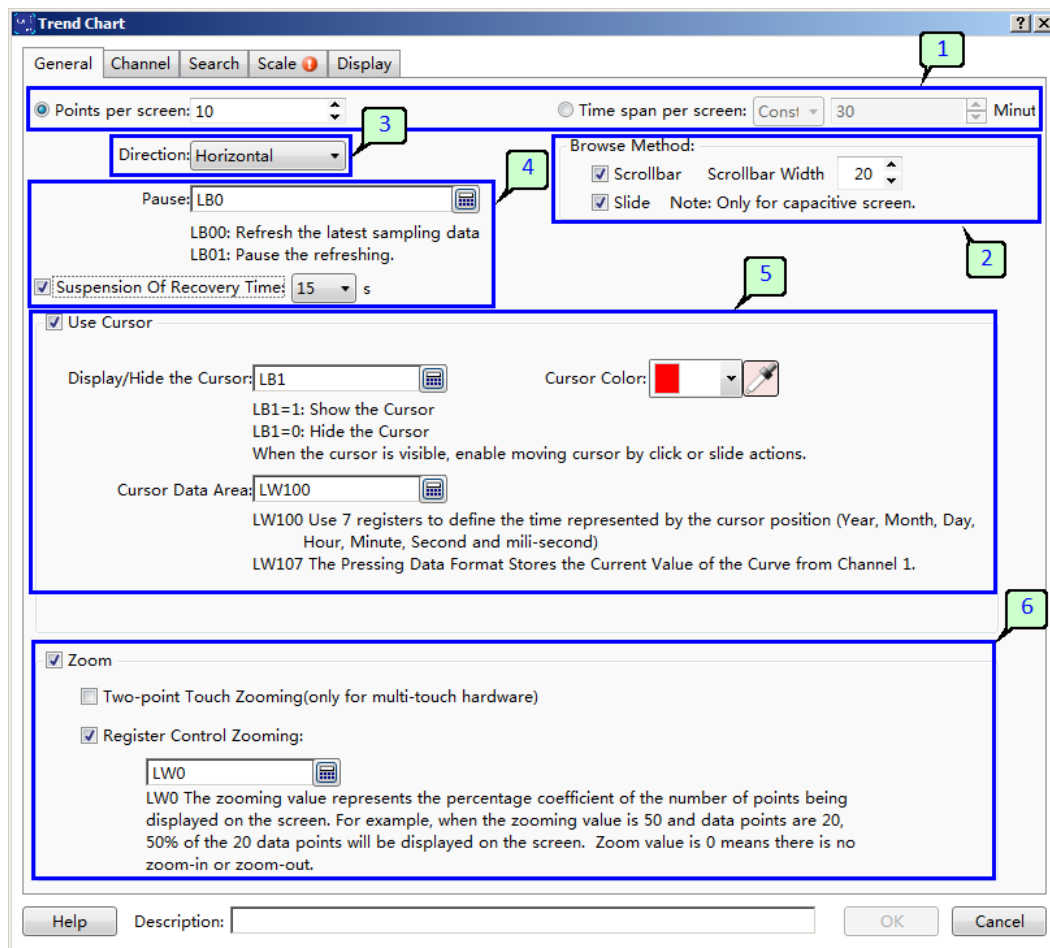 Trend Chart
General Channel Search Scale Display
1
Points per screen: 10 Time span per screen: Const 30 Minut
3
Direction: Horizontal
Browse Method:
4
Scrollbar Scrollbar Width 20
Pause: LB0
Slide Note: Only for capacitive screen.
LB00: Refresh the latest sampling data
LB01: Pause the refreshing.
2
Suspension Of Recovery Time: 15 s
5
Use Cursor
Display/Hide the Cursor: LB1 Cursor Color:
LB1=1: Show the Cursor
LB1=0: Hide the Cursor
When the cursor is visible, enable moving cursor by click or slide actions.
Cursor Data Area: LW100
LW100 Use 7 registers to define the time represented by the cursor position (Year, Month, Day,
Hour, Minute, Second and mili-second)
LW107 The Pressing Data Format Stores the Current Value of the Curve from Channel 1.
6
Zoom
Two-point Touch Zooming(only for multi-touch hardware)
Register Control Zooming:
LW0
LW0 The zooming value represents the percentage coefficient of the number of points being
displayed on the screen. For example, when the zooming value is 50 and data points are 20,
50% of the 20 data points will be displayed on the screen. Zoom value is 0 means there is no
zoom-in or zoom-out.
Help Description: OK Cancel